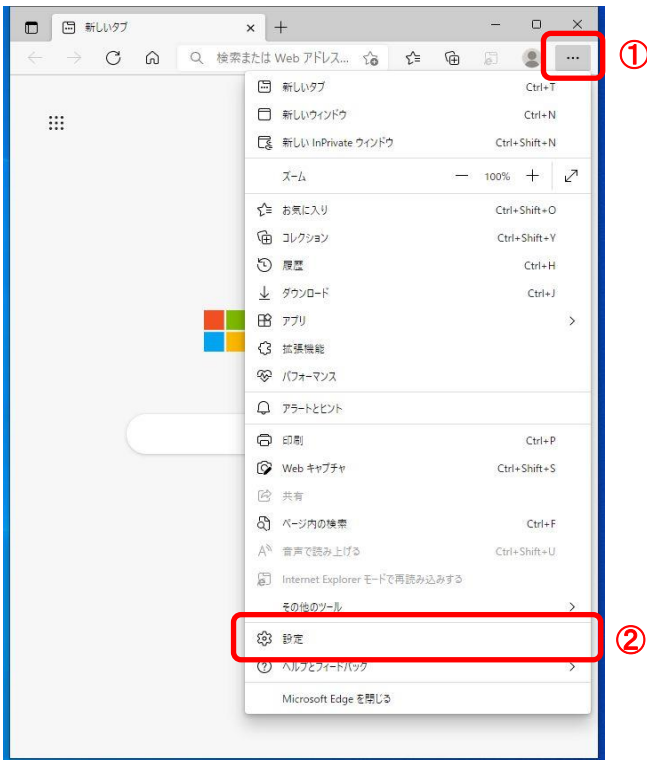 新しいタブ
①
検索または Web アドレス...
新しいタブ Ctrl+T
新しいウィンドウ Ctrl+N
新しい InPrivate ウィンドウ Ctrl+Shift+N
ズーム 100%
お気に入り Ctrl+Shift+O
コレクション Ctrl+Shift+Y
履歴 Ctrl+H
ダウンロード Ctrl+J
アプリ
拡張機能
パフォーマンス
アラートとヒント
印刷 Ctrl+P
Web キャプチャ Ctrl+Shift+S
共有
ページ内の検索 Ctrl+F
音声で読み上げる Ctrl+Shift+U
Internet Explorer モードで再読み込みする
その他のツール
設定
②
ヘルプとフィードバック
Microsoft Edge を閉じる